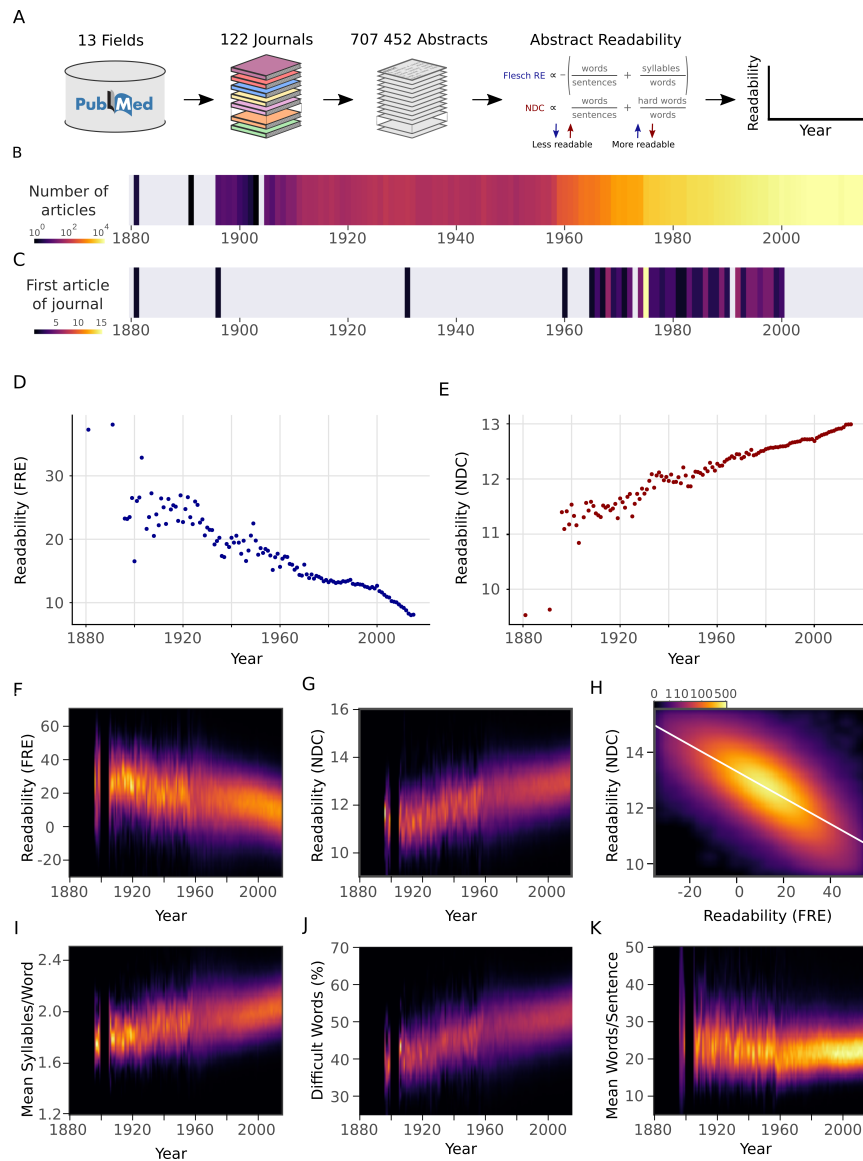 A
13 Fields
122 Journals
707 452 Abstracts
Abstract Readability
PubMed
Flesch RE ∝ - ( words / sentences + syllables / words )
NDC ∝ words / sentences + hard words / words
Less readable
More readable
Readability
Year
B
Number of
articles
10^0 10^2 10^4
1880 1900 1920 1940 1960 1980 2000
C
First article
of journal
5 10 15
1880 1900 1920 1940 1960 1980 2000
D
Readability (FRE)
30
20
10
1880 1920 1960 2000
Year
E
Readability (NDC)
13
12
11
10
1880 1920 1960 2000
Year
F
Readability (FRE)
60
40
20
0
-20
1880 1920 1960 2000
Year
G
Readability (NDC)
16
14
12
10
1880 1920 1960 2000
Year
H
0 1 10 100 500
Readability (NDC)
14
12
10
-20 0 20 40
Readability (FRE)
I
Mean Syllables/Word
2.4
2.0
1.6
1.2
1880 1920 1960 2000
Year
J
Difficult Words (%)
70
60
50
40
30
1880 1920 1960 2000
Year
K
Mean Words/Sentence
50
40
30
20
10
1880 1920 1960 2000
Year